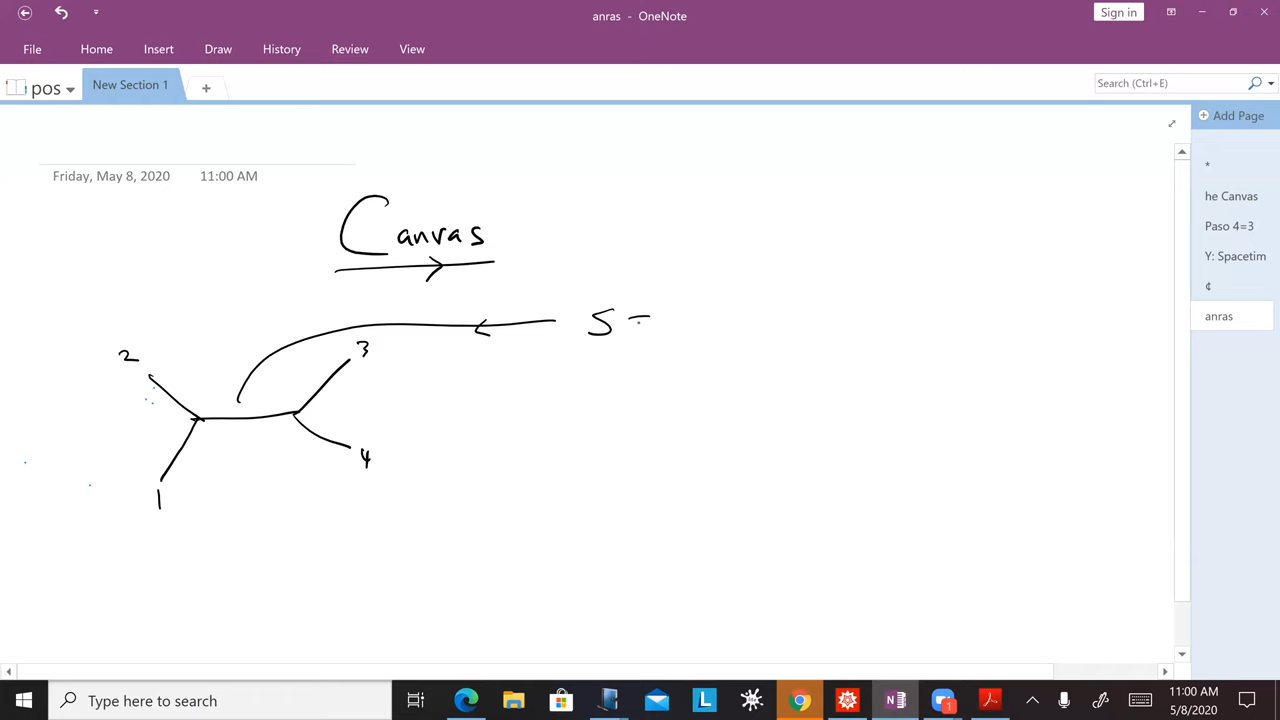 anras - OneNote
Sign in
File Home Insert Draw History Review View
pos New Section 1
Search (Ctrl+E)
Add Page
*
he Canvas
Paso 4=3
Y: Spacetim
¢
anras
Friday, May 8, 2020 11:00 AM
Canvas
S =
2
3
4
1
Type here to search
11:00 AM
5/8/2020